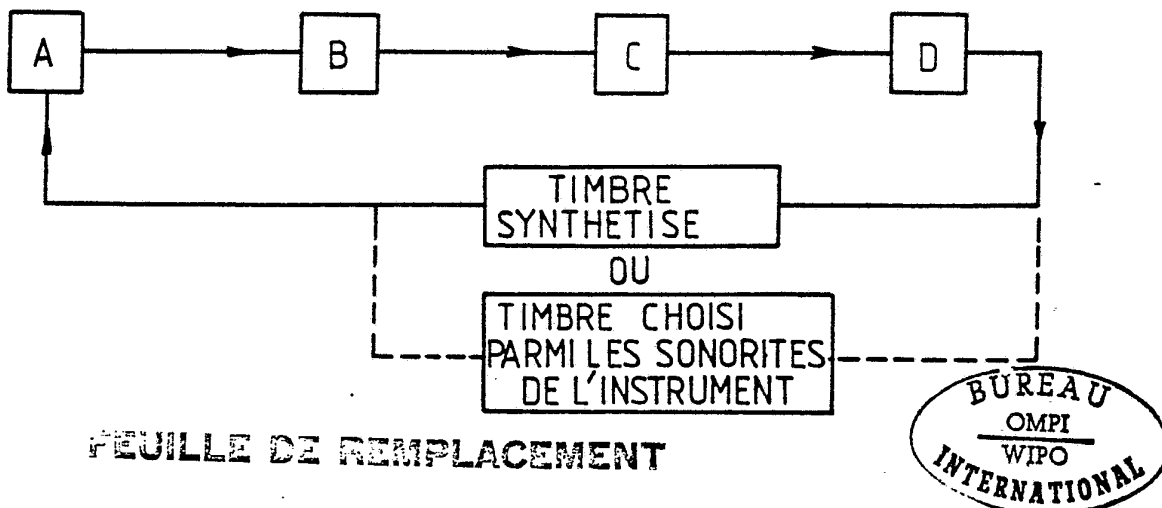 A
B
C
D
TIMBRE
SYNTHETISE
OU
TIMBRE CHOISI
PARMI LES SONORITES
DE L'INSTRUMENT
FEUILLE DE REMPLACEMENT
BUREAU
OMPI
WIPO
INTERNATIONAL